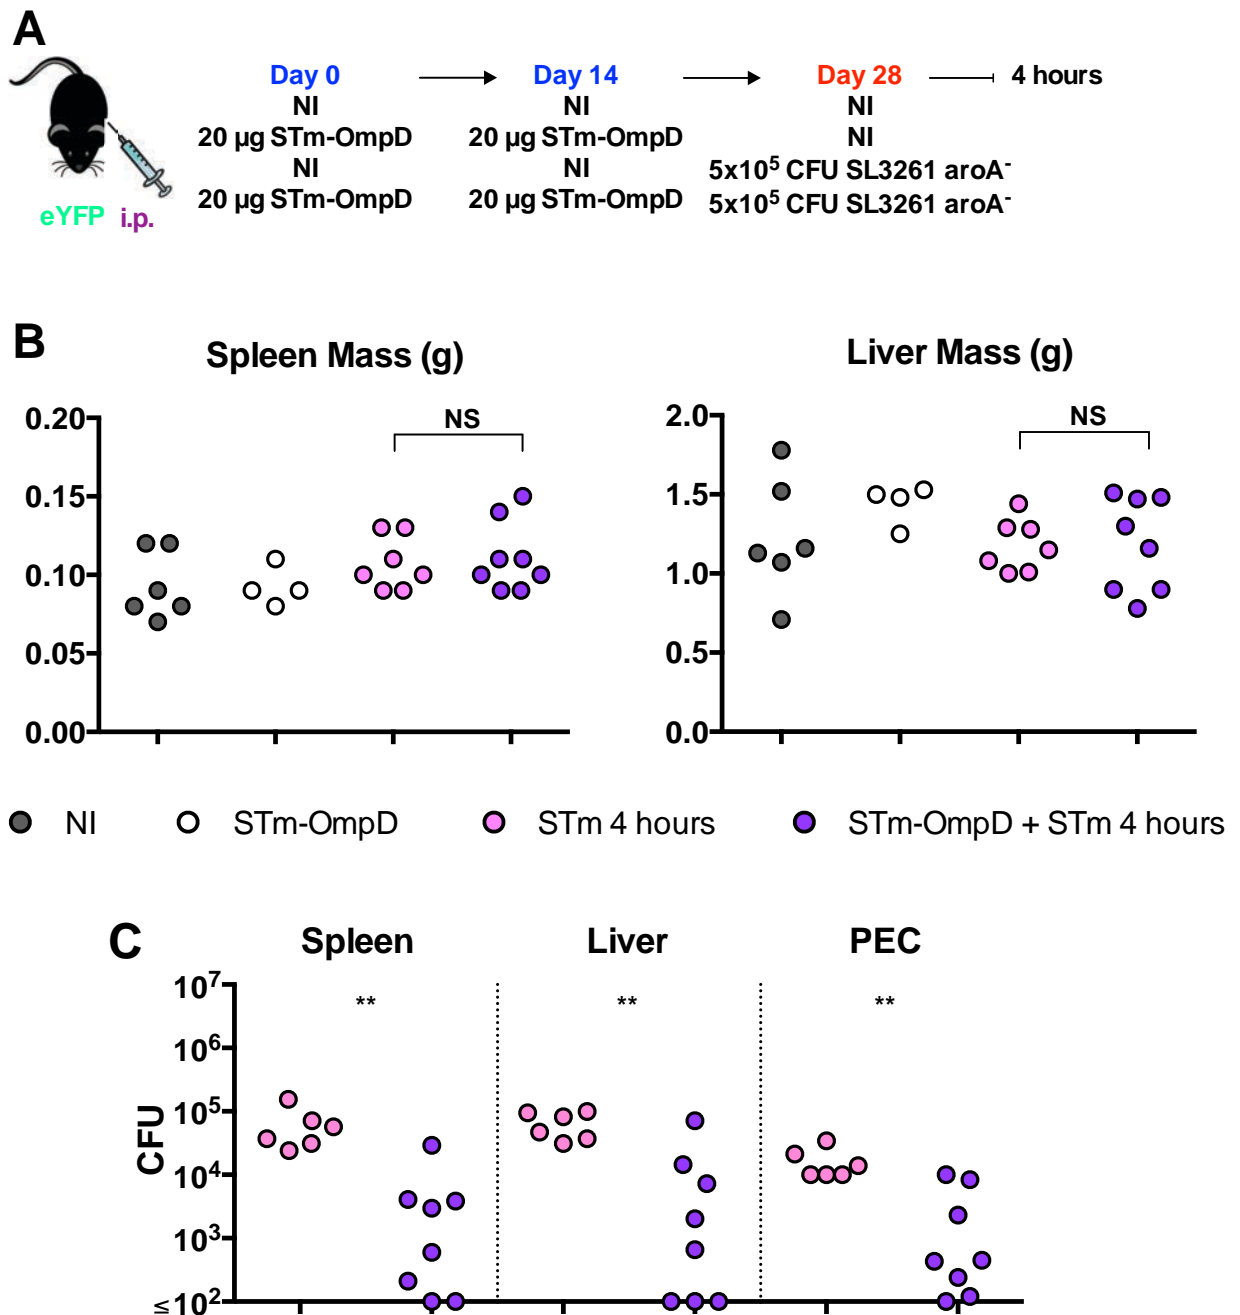 A
Day 0 Day 14 Day 28 4 hours
NI NI NI
20 µg STm-OmpD 20 µg STm-OmpD NI
NI NI 5x10⁵ CFU SL3261 aroA⁻
20 µg STm-OmpD 20 µg STm-OmpD 5x10⁵ CFU SL3261 aroA⁻
eYFP i.p.
B
Spleen Mass (g) Liver Mass (g)
0.20
0.15
0.10
0.05
0.00
NS
2.0
1.5
1.0
0.5
0.0
NS
NI STm-OmpD STm 4 hours STm-OmpD + STm 4 hours
C
Spleen Liver PEC
** ** **
CFU
10⁷
10⁶
10⁵
10⁴
10³
≤10²